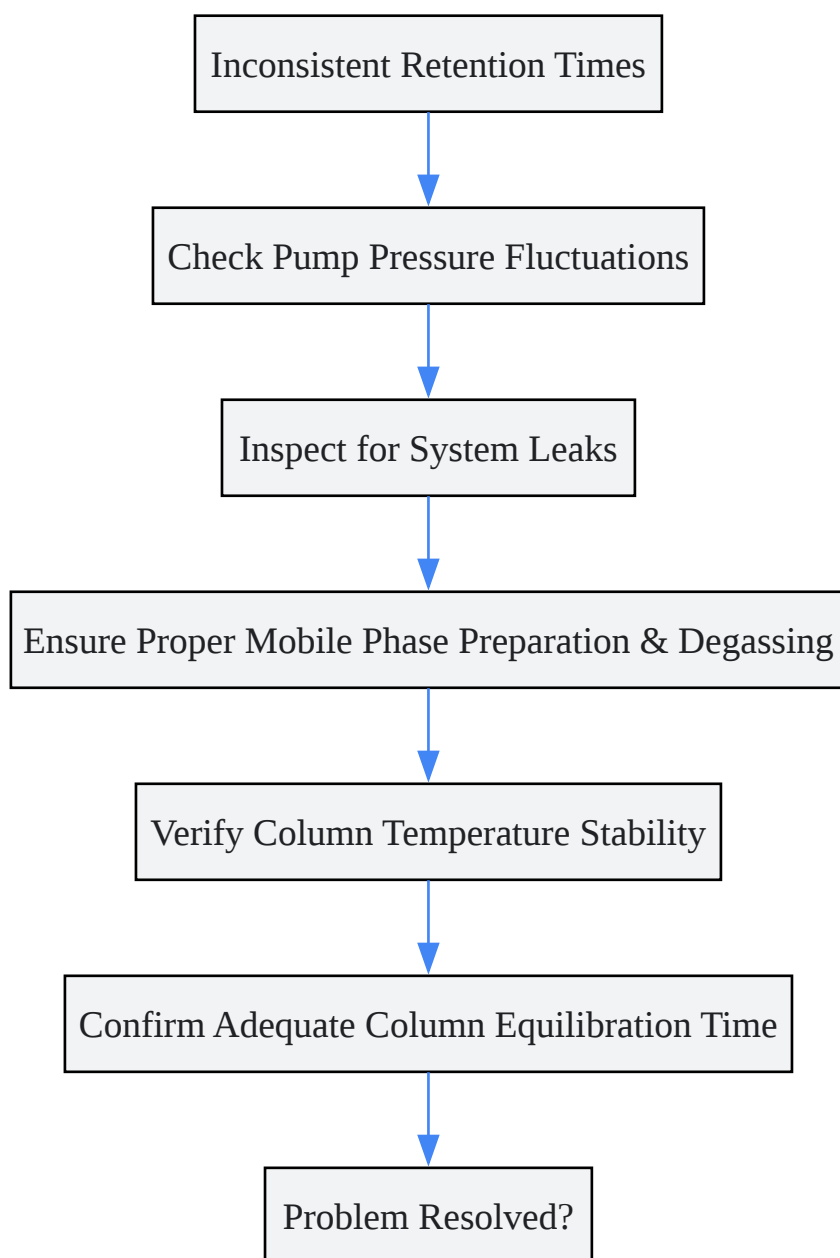 Inconsistent Retention Times
Check Pump Pressure Fluctuations
Inspect for System Leaks
Ensure Proper Mobile Phase Preparation & Degassing
Verify Column Temperature Stability
Confirm Adequate Column Equilibration Time
Problem Resolved?